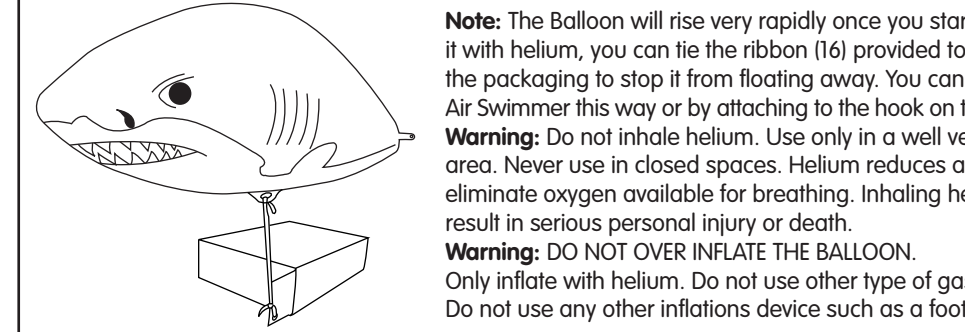 Note: The Balloon will rise very rapidly once you star
it with helium, you can tie the ribbon (16) provided to
the packaging to stop it from floating away. You can
Air Swimmer this way or by attaching to the hook on t
Warning: Do not inhale helium. Use only in a well ve
area. Never use in closed spaces. Helium reduces a
eliminate oxygen available for breathing. Inhaling he
result in serious personal injury or death.
Warning: DO NOT OVER INFLATE THE BALLOON.
Only inflate with helium. Do not use other type of ga
Do not use any other inflations device such as a foot